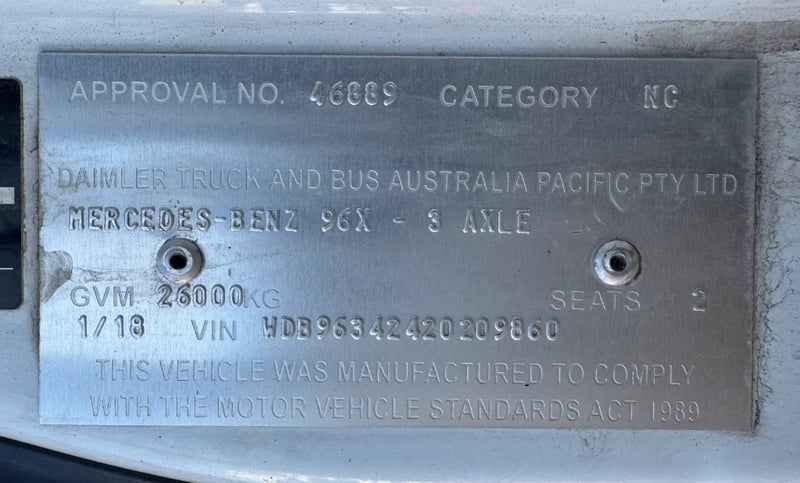 APPROVAL NO. 46889 CATEGORY NC
DAIMLER TRUCK AND BUS AUSTRALIA PACIFIC PTY LTD
MERCEDES-BENZ 96X - 3 AXLE
GVM 26000KG SEATS 2
1/18 VIN WDB96342420209860
THIS VEHICLE WAS MANUFACTURED TO COMPLY
WITH THE MOTOR VEHICLE STANDARDS ACT 1989